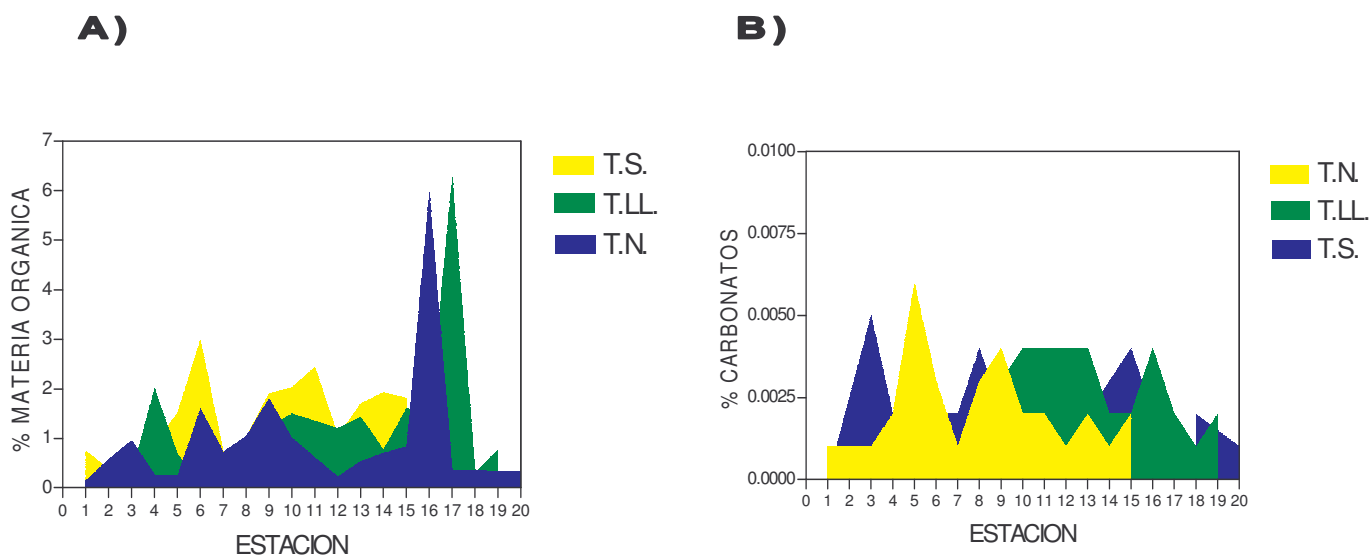 A)
7
6
5
4
3
2
1
0
% MATERIA ORGANICA
0 1 2 3 4 5 6 7 8 9 10 11 12 13 14 15 16 17 18 19 20
ESTACION
T.S.
T.LL.
T.N.
B)
0.0100
0.0075
0.0050
0.0025
0.0000
% CARBONATOS
1 2 3 4 5 6 7 8 9 10 11 12 13 14 15 16 17 18 19 20
ESTACION
T.N.
T.LL.
T.S.